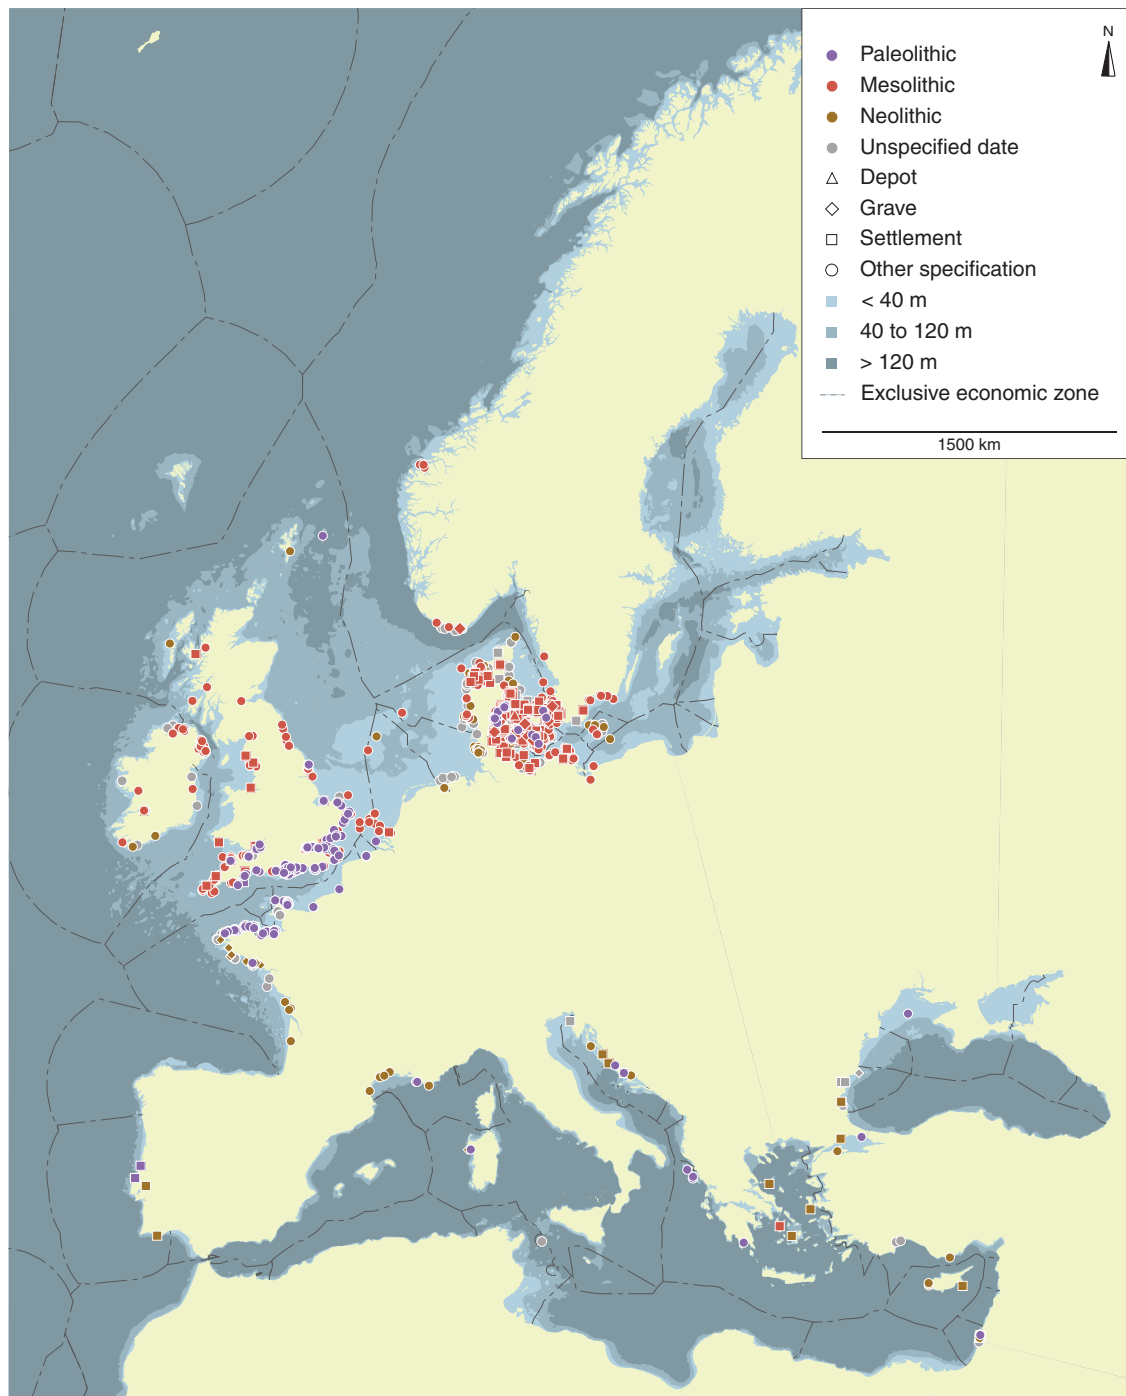 N
Paleolithic
Mesolithic
Neolithic
Unspecified date
Depot
Grave
Settlement
Other specification
< 40 m
40 to 120 m
> 120 m
Exclusive economic zone
1500 km